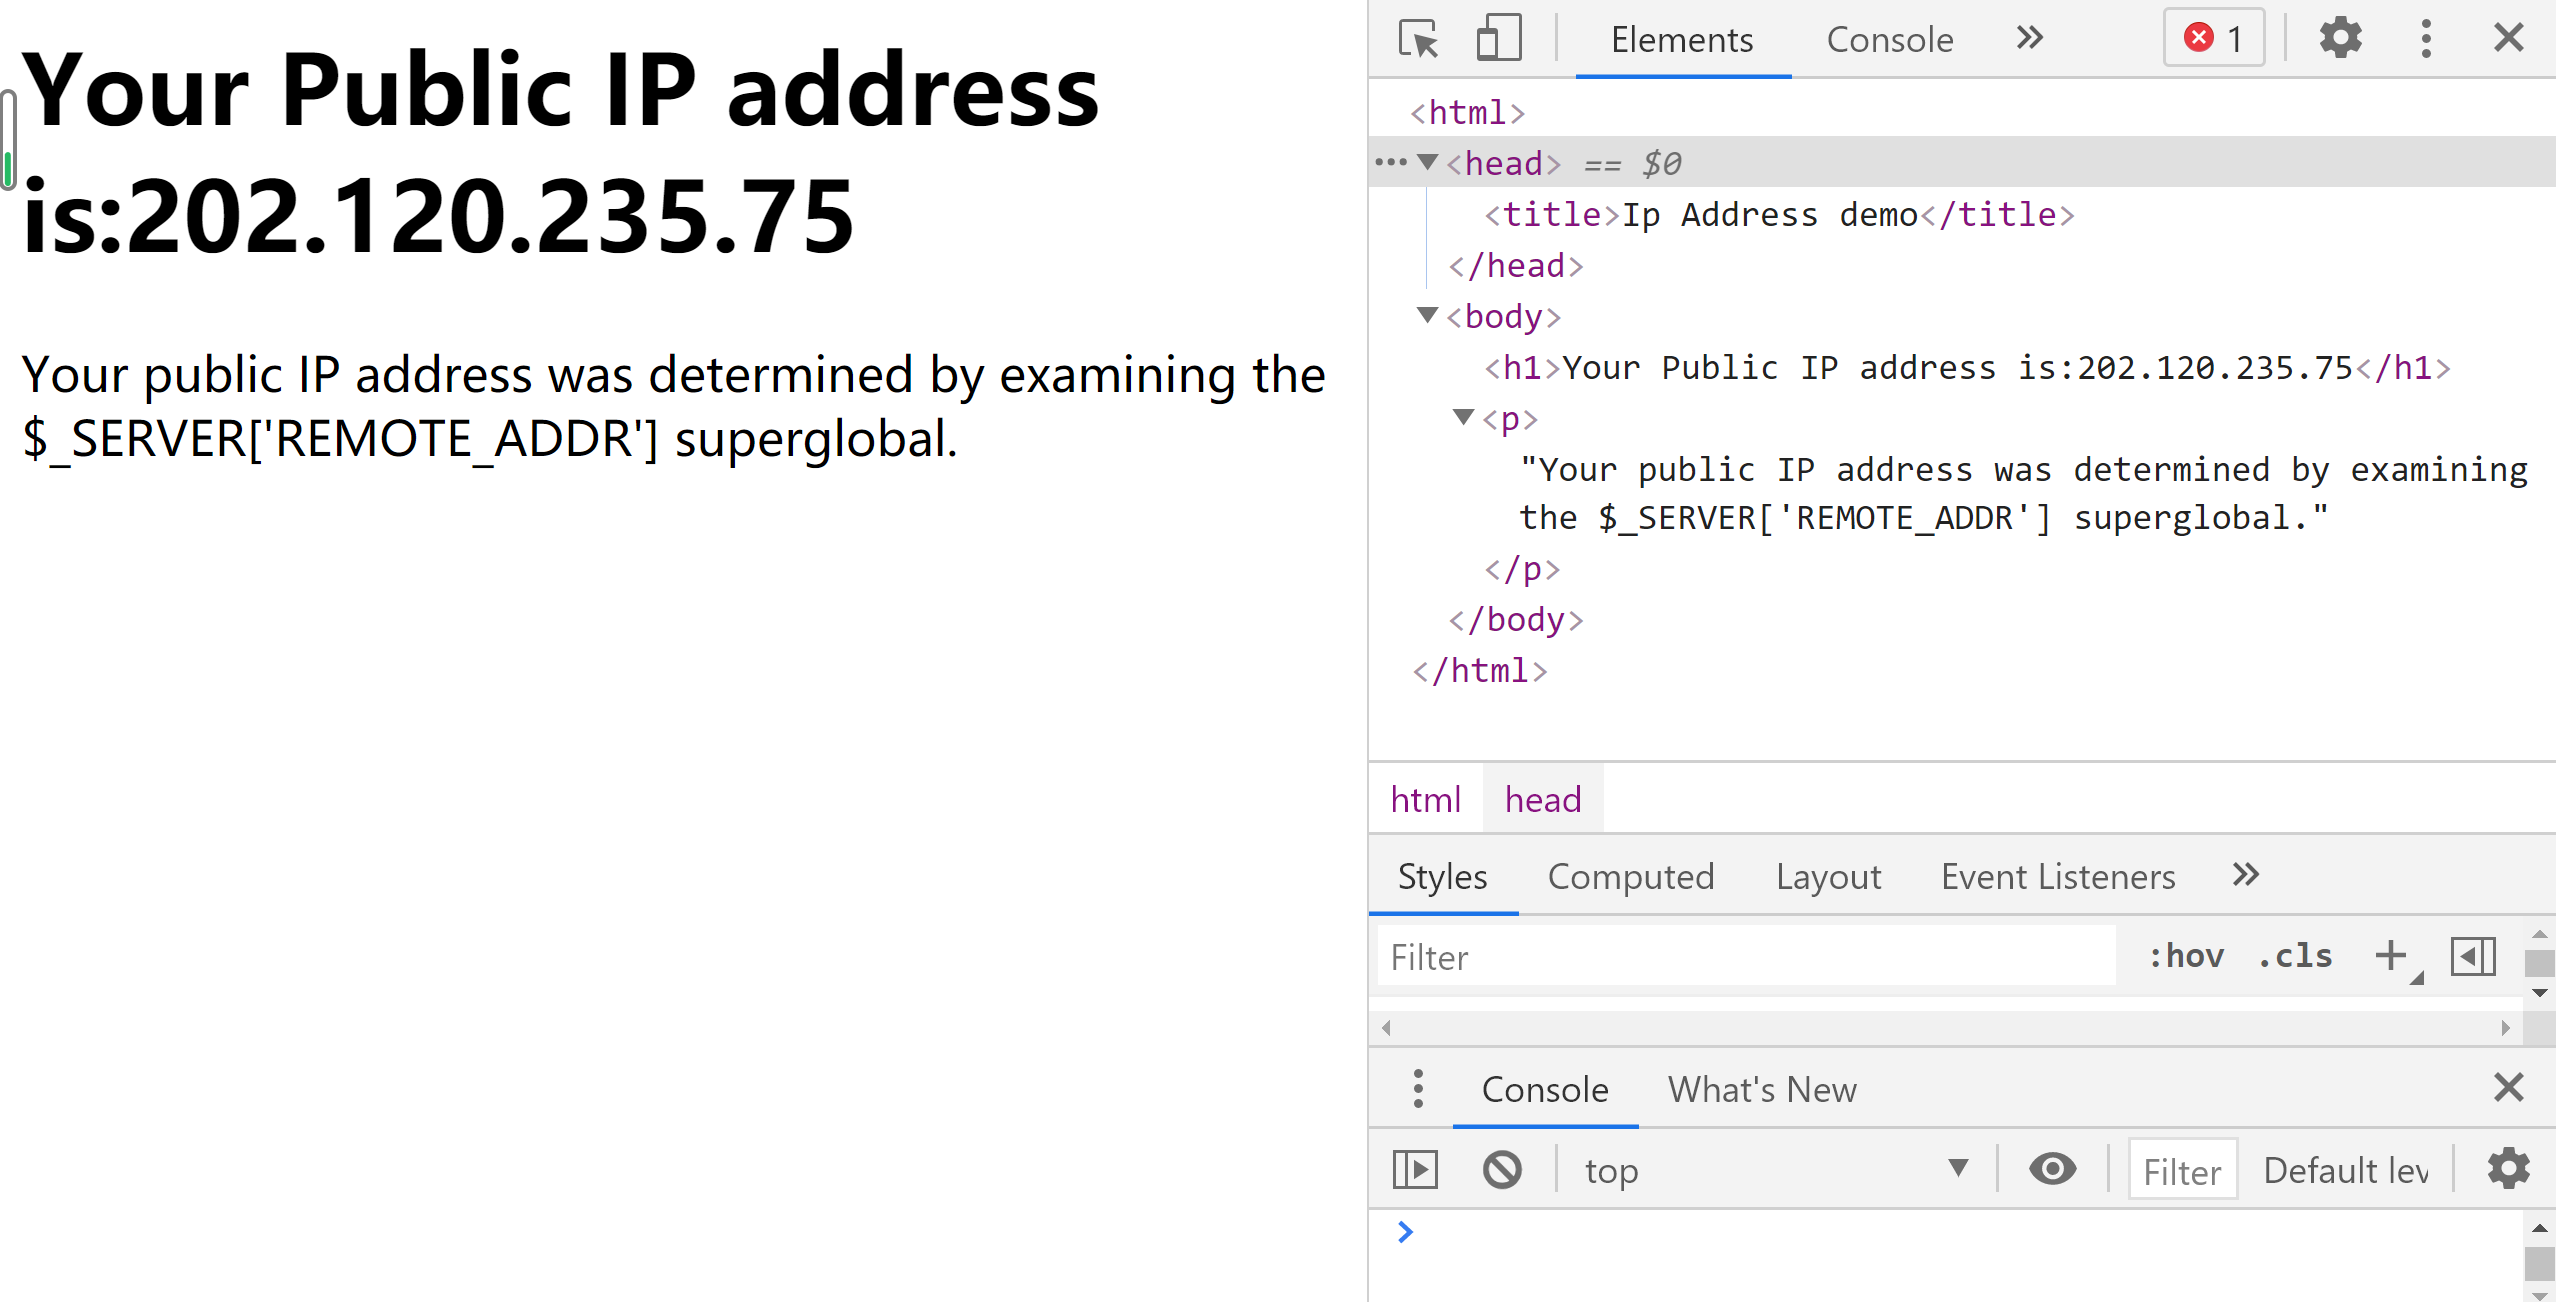 Your Public IP address
is:202.120.235.75
Your public IP address was determined by examining the
$_SERVER['REMOTE_ADDR'] superglobal.
Elements Console 1
<html>
<head> == $0
<title>Ip Address demo</title>
</head>
<body>
<h1>Your Public IP address is:202.120.235.75</h1>
<p>
"Your public IP address was determined by examining
the $_SERVER['REMOTE_ADDR'] superglobal."
</p>
</body>
</html>
html head
Styles Computed Layout Event Listeners
Filter :hov .cls
Console What's New
top Filter Default lev